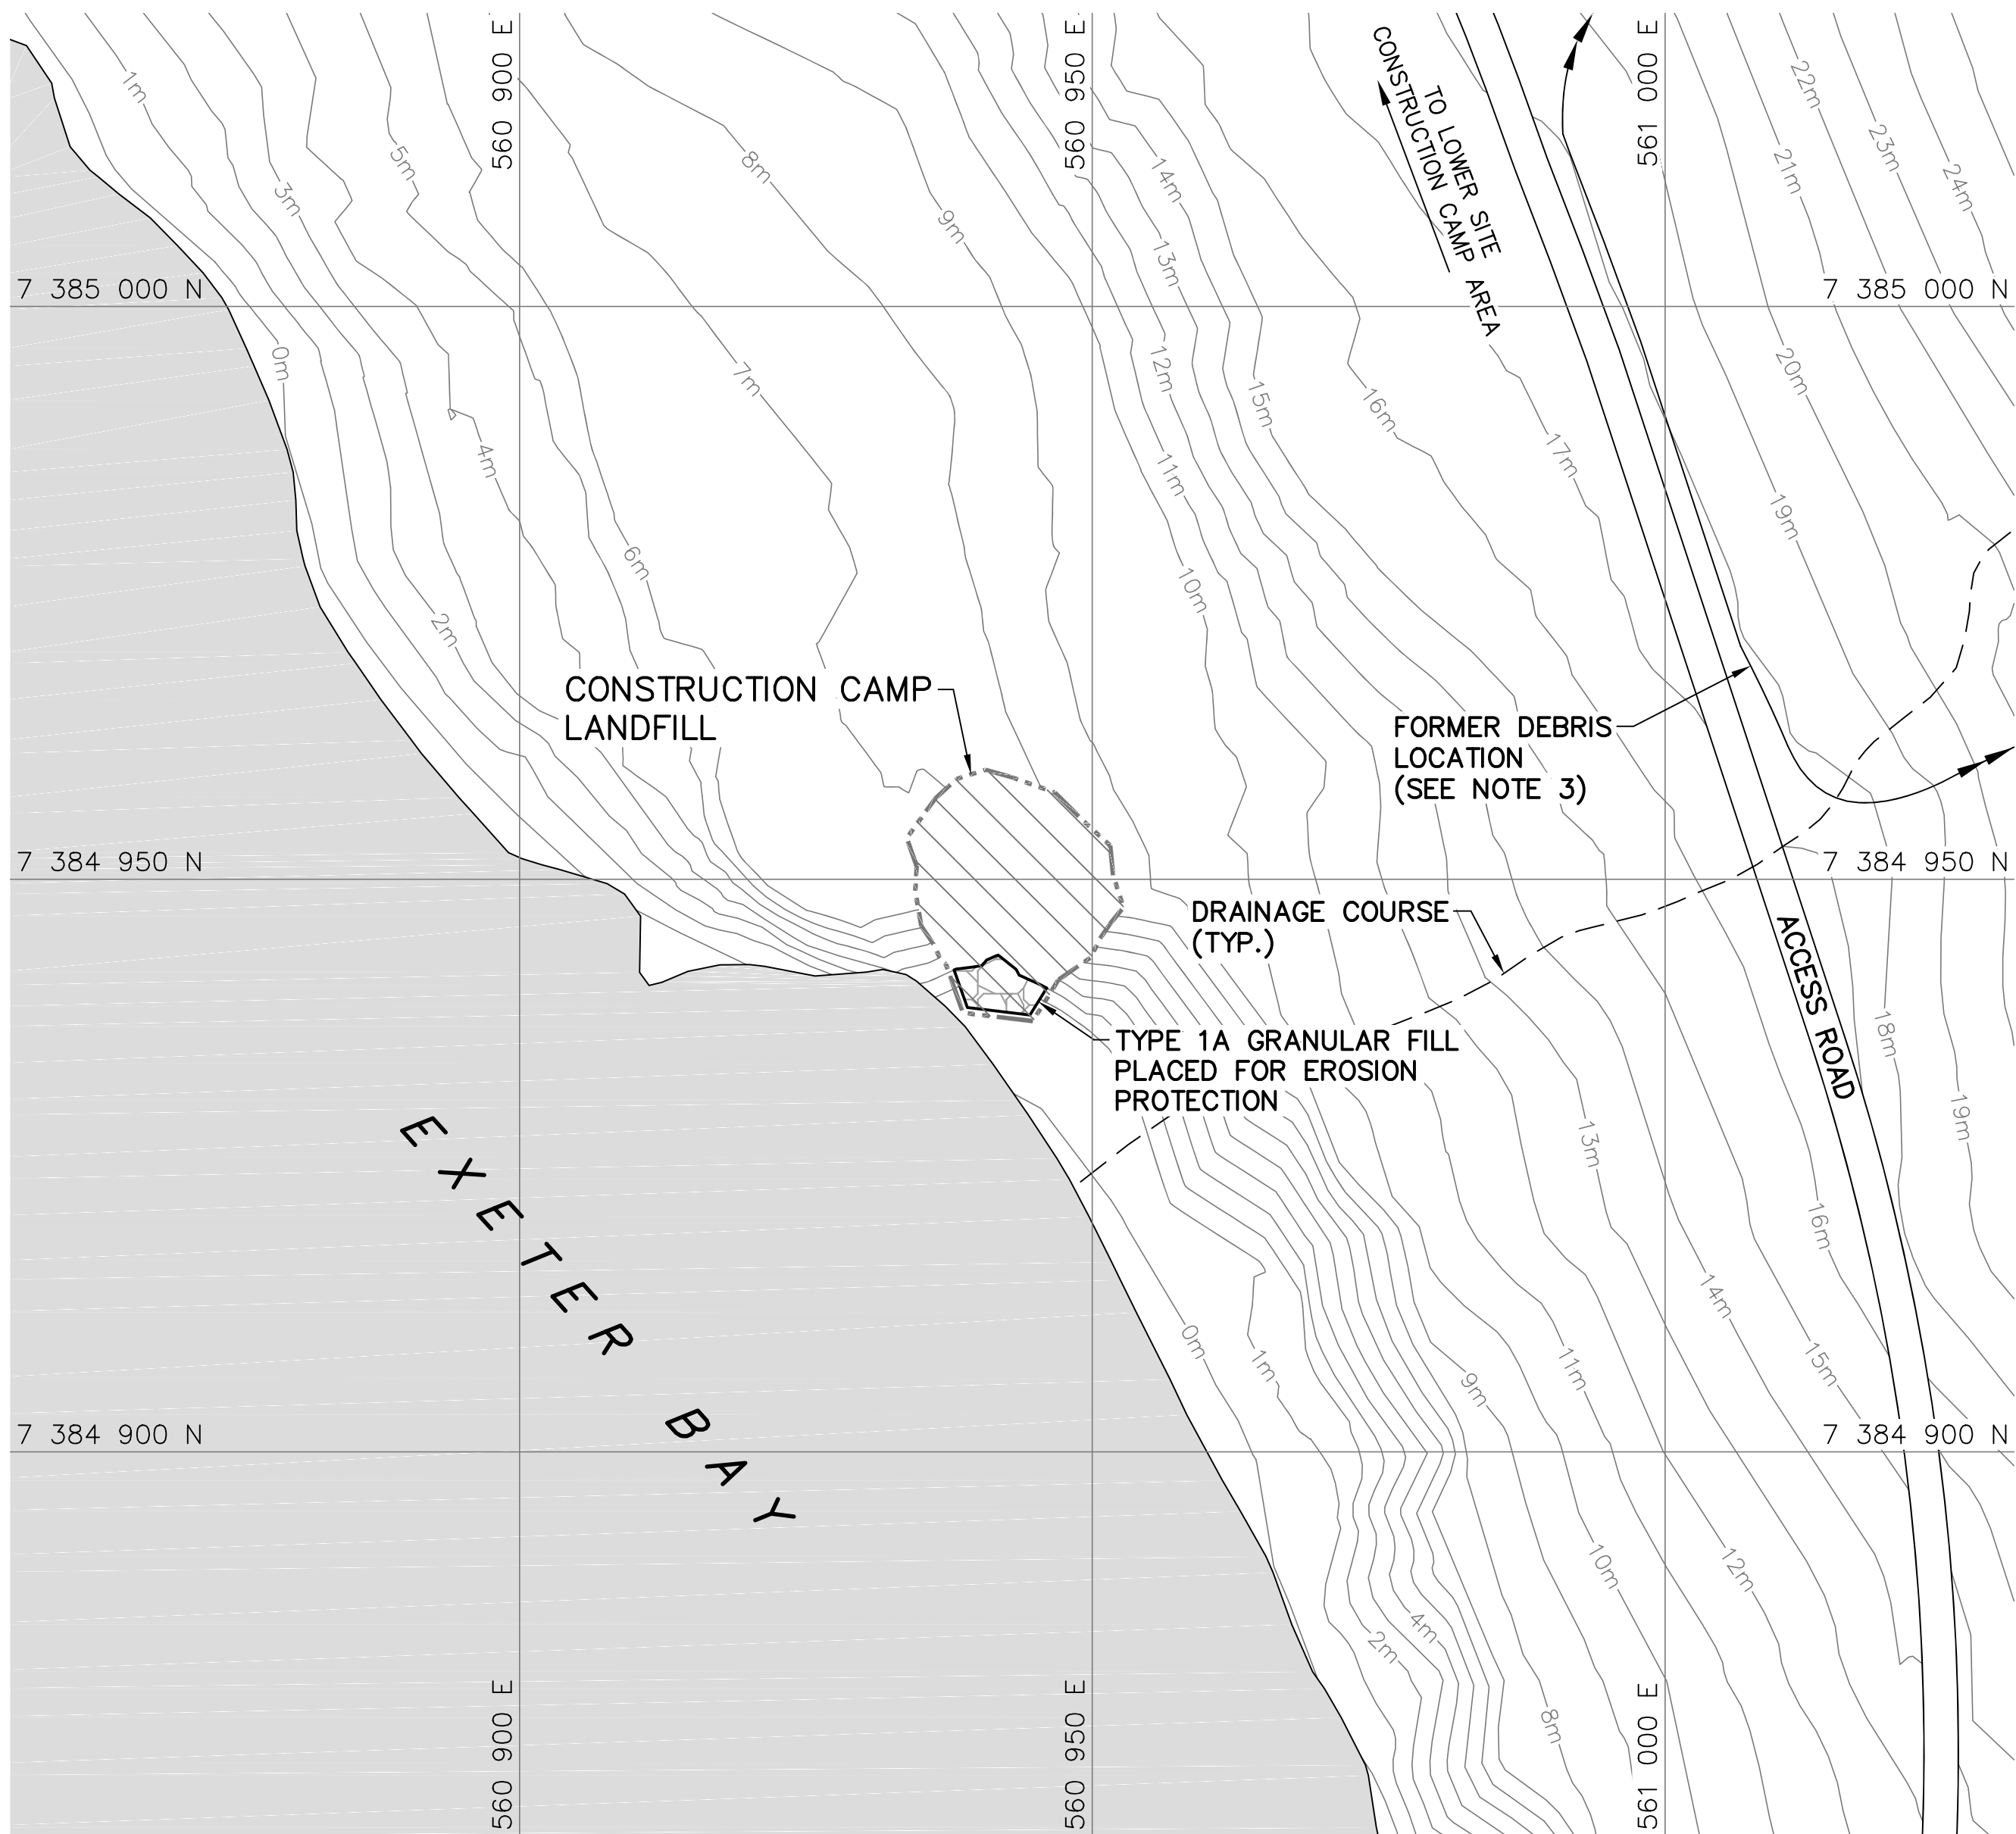 560 900 E
560 950 E
561 000 E
TO LOWER SITE
CONSTRUCTION CAMP AREA
1m
3m
5m
8m
9m
14m
13m
22m
21m
23m
24m
7 385 000 N
7 385 000 N
0m
7m
12m
15m
16m
20m
4m
11m
17m
19m
6m
10m
2m
CONSTRUCTION CAMP
LANDFILL
FORMER DEBRIS
LOCATION
(SEE NOTE 3)
7 384 950 N
7 384 950 N
DRAINAGE COURSE
(TYP.)
ACCESS ROAD
TYPE 1A GRANULAR FILL
PLACED FOR EROSION
PROTECTION
18m
19m
13m
16m
EXETER BAY
14m
0m
1m
9m
11m
15m
7 384 900 N
7 384 900 N
10m
12m
2m
4m
8m
560 900 E
560 950 E
561 000 E